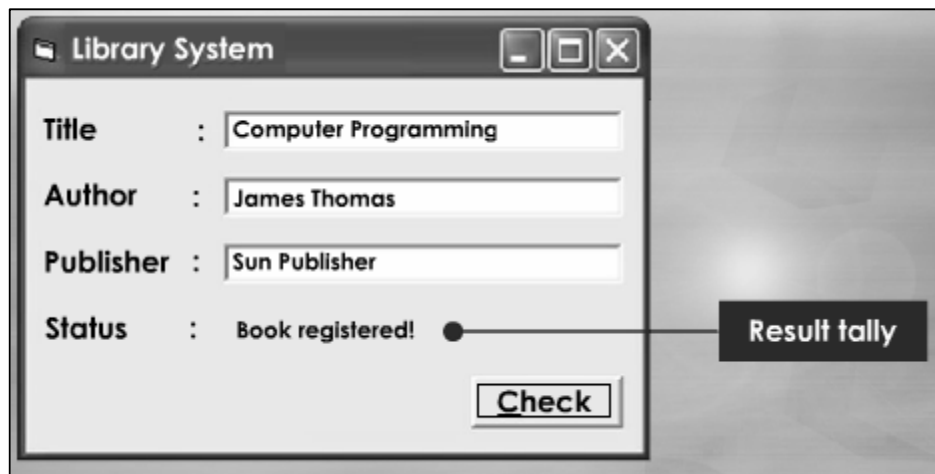 Library System
Title : Computer Programming
Author : James Thomas
Publisher : Sun Publisher
Status : Book registered!
Result tally
Check